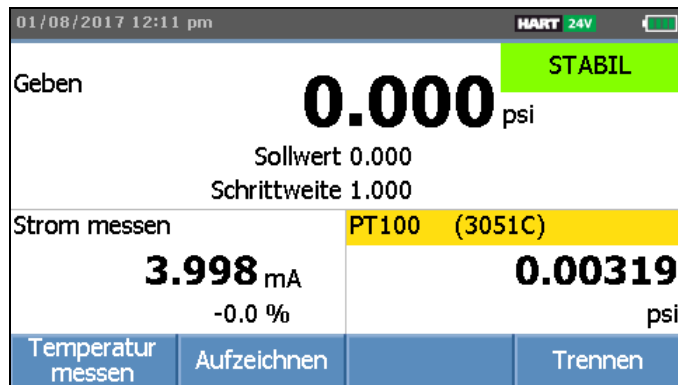 01/08/2017 12:11 pm HART 24V
STABIL
Geben
0.000 psi
Sollwert 0.000
Schrittweite 1.000
Strom messen
3.998 mA
-0.0 %
PT100 (3051C)
0.00319
psi
Temperatur
messen
Aufzeichnen
Trennen